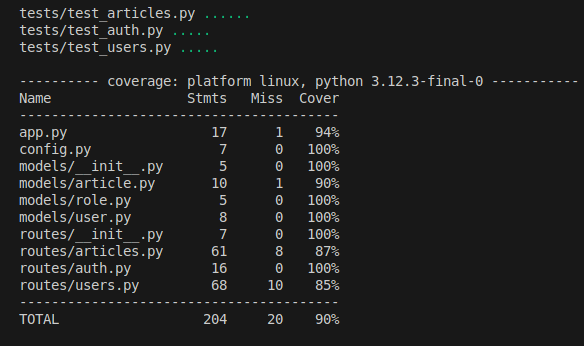 tests/test_articles.py ......
tests/test_auth.py .....
tests/test_users.py .....
---------- coverage: platform linux, python 3.12.3-final-0 -----------
Name                 Stmts   Miss  Cover
----------------------------------------
app.py                  17      1    94%
config.py                7      0   100%
models/__init__.py       5      0   100%
models/article.py       10      1    90%
models/role.py           5      0   100%
models/user.py           8      0   100%
routes/__init__.py       7      0   100%
routes/articles.py      61      8    87%
routes/auth.py          16      0   100%
routes/users.py         68     10    85%
----------------------------------------
TOTAL                  204     20    90%